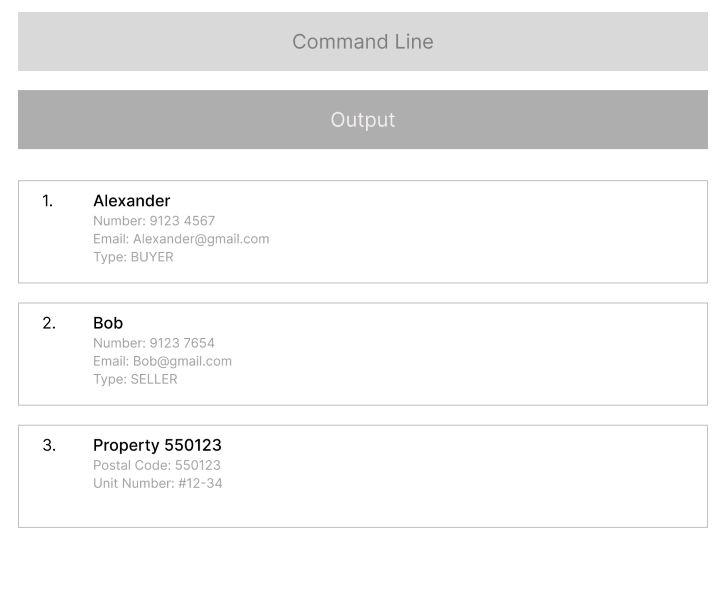 Command Line
Output
1. Alexander
Number: 9123 4567
Email: Alexander@gmail.com
Type: BUYER
2. Bob
Number: 9123 7654
Email: Bob@gmail.com
Type: SELLER
3. Property 550123
Postal Code: 550123
Unit Number: #12-34